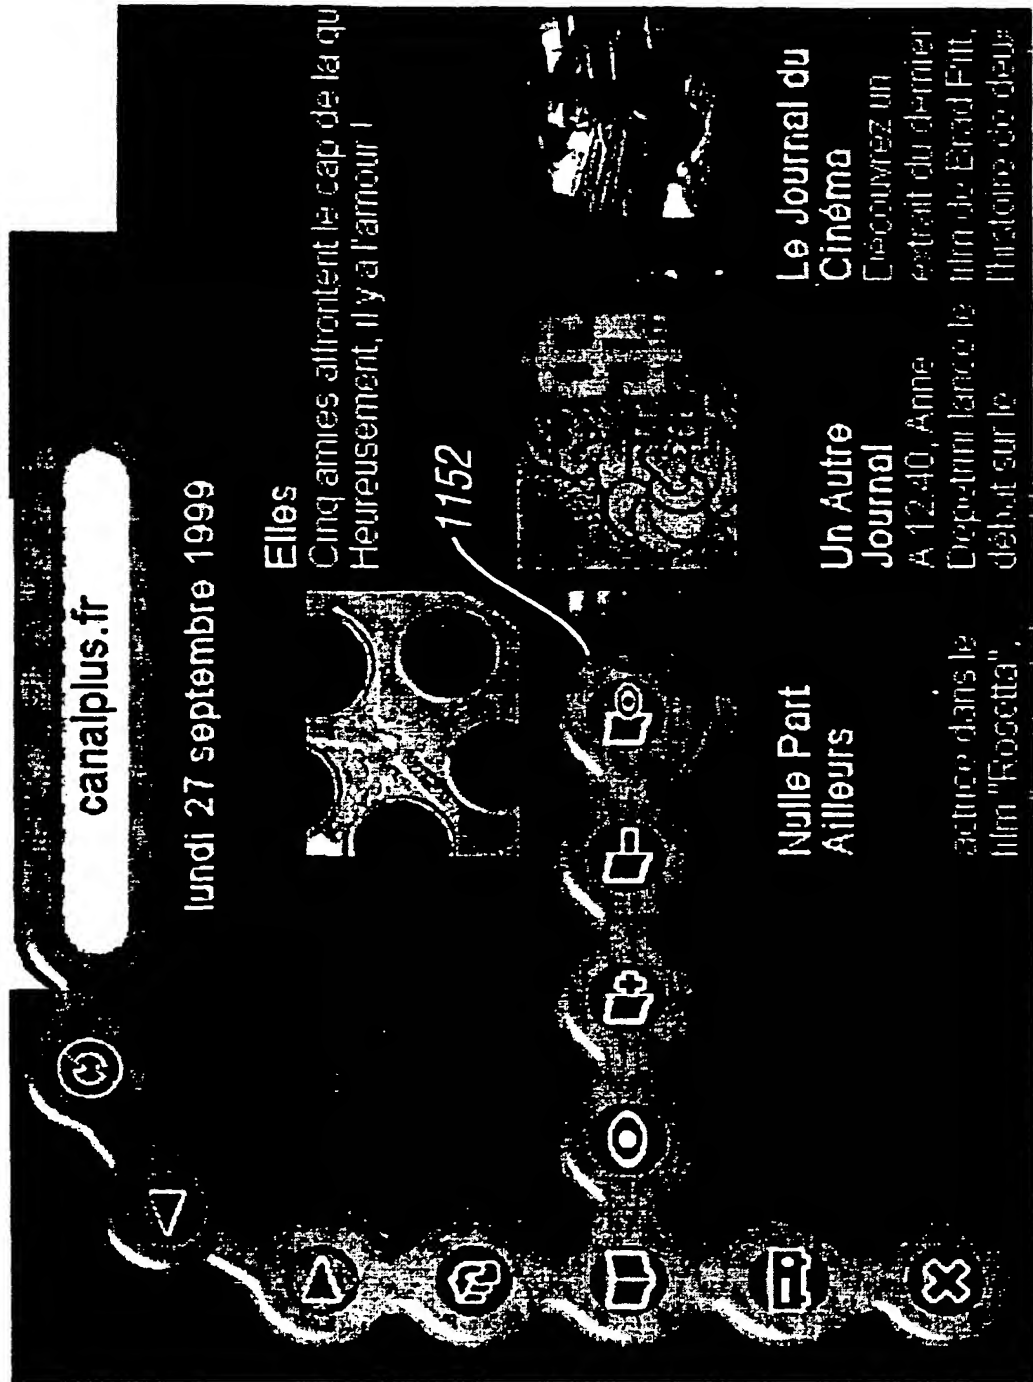 canalplus.fr
lundi 27 septembre 1999
Elles
Cinq amies affrontent le cap de la qu
Heureusement, il y a l'amour !
1152
Nulle Part
Ailleurs
actrice dans le
film "Rosetta",
Un Autre
Journal
A 12:40, Anne
Depetrini lance le
débat sur le
Le Journal du
Cinéma
Découvrez un
extrait du dernier
film de Brad Pitt,
l'histoire de deux